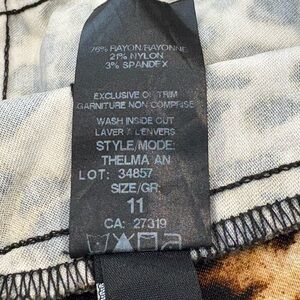 76% RAYON/RAYONNE
21% NYLON
3% SPANDEX
EXCLUSIVE OF TRIM
GARNITURE NON COMPRISE
WASH INSIDE OUT
LAVER À L'ENVERS
STYLE/MODE:
THELMA AN
LOT: 34857
SIZE/GR:
11
CA: 27319